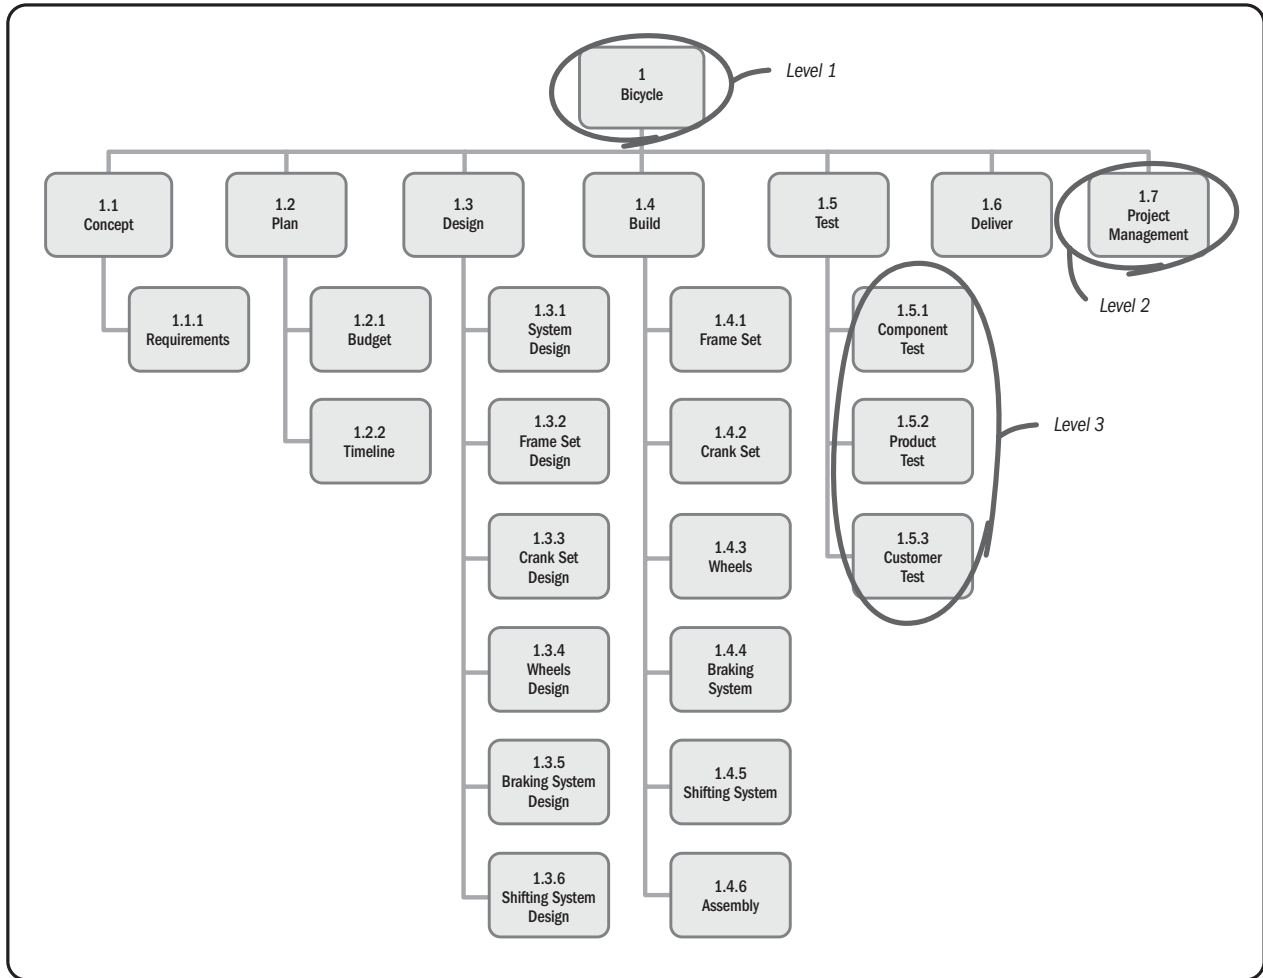 1
Bicycle
Level 1
1.1
Concept
1.2
Plan
1.3
Design
1.4
Build
1.5
Test
1.6
Deliver
1.7
Project
Management
Level 2
1.1.1
Requirements
1.2.1
Budget
1.2.2
Timeline
1.3.1
System
Design
1.3.2
Frame Set
Design
1.3.3
Crank Set
Design
1.3.4
Wheels
Design
1.3.5
Braking System
Design
1.3.6
Shifting System
Design
1.4.1
Frame Set
1.4.2
Crank Set
1.4.3
Wheels
1.4.4
Braking
System
1.4.5
Shifting System
1.4.6
Assembly
1.5.1
Component
Test
1.5.2
Product
Test
1.5.3
Customer
Test
Level 3